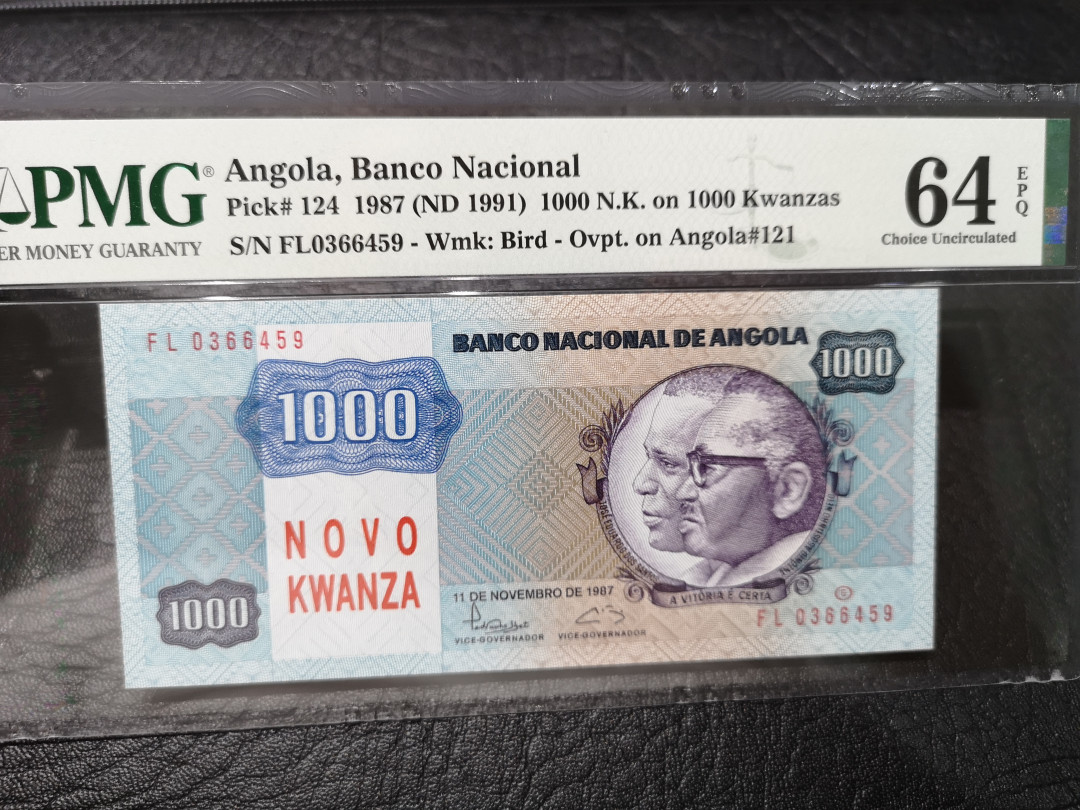 PMG®
ER MONEY GUARANTY
Angola, Banco Nacional
Pick# 124 1987 (ND 1991) 1000 N.K. on 1000 Kwanzas
S/N FL0366459 - Wmk: Bird - Ovpt. on Angola#121
64
EPQ
Choice Uncirculated
FL 0366459
BANCO NACIONAL DE ANGOLA
1000
1000
NOVO
KWANZA
1000
11 DE NOVEMBRO DE 1987
VICE-GOVERNADOR VICE-GOVERNADOR
A VITÓRIA É CERTA
FL 0366459